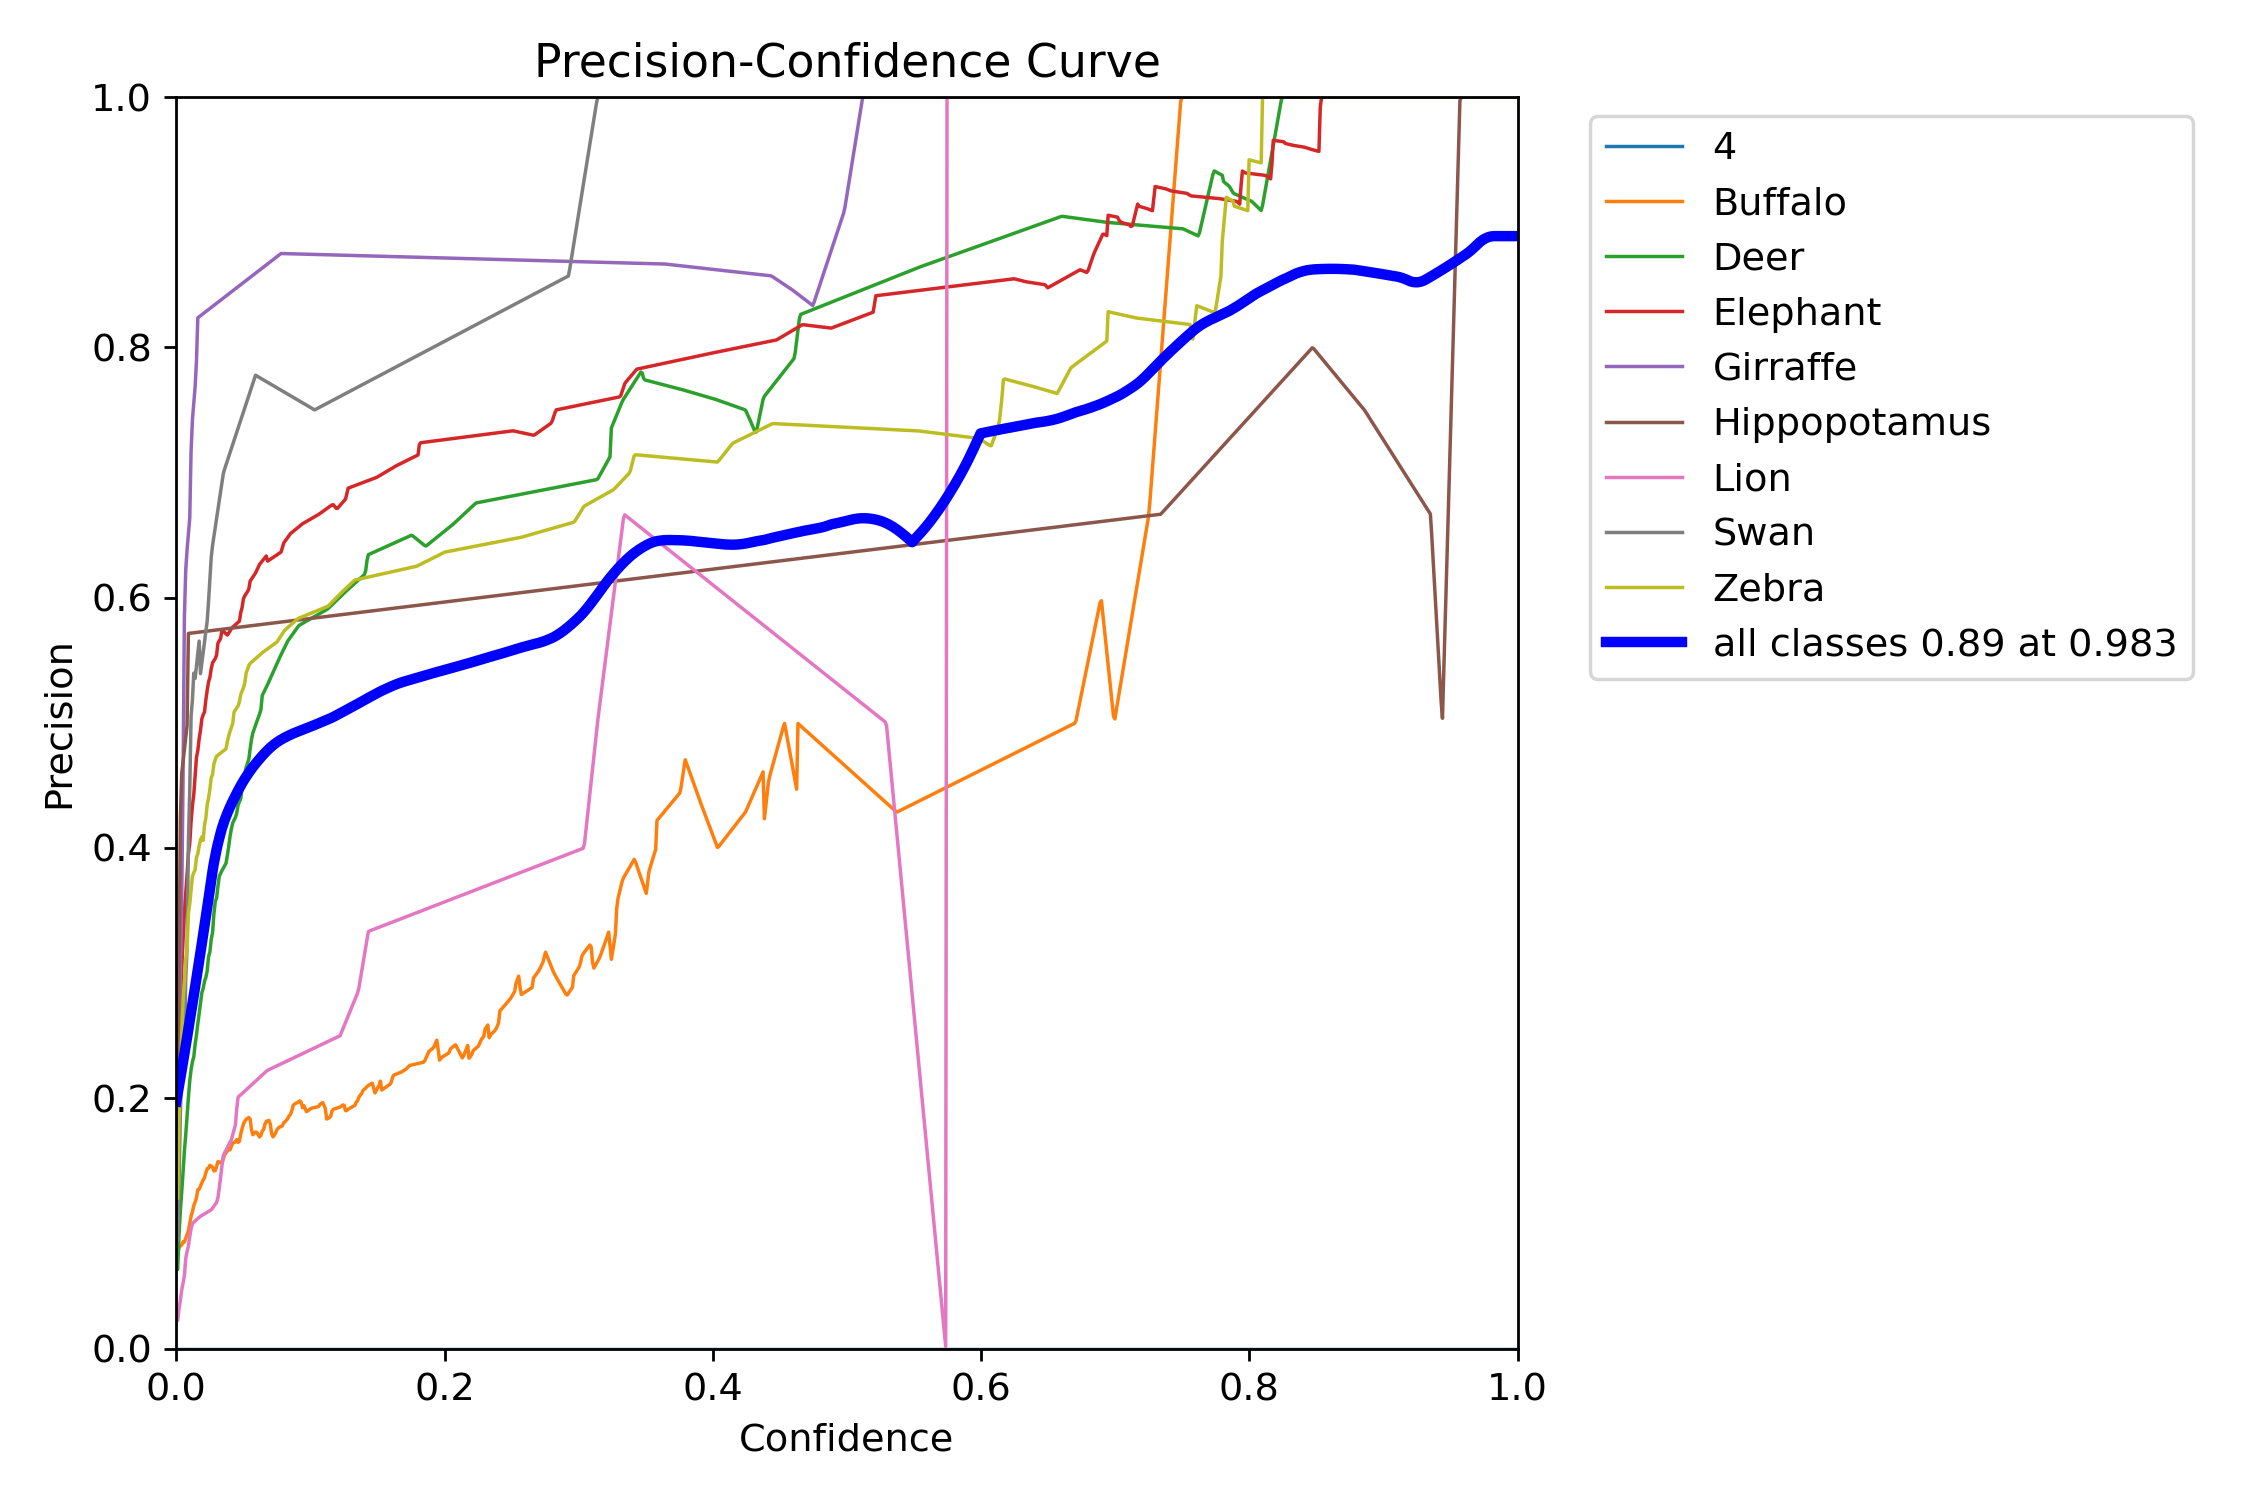 Precision-Confidence Curve
1.0
0.8
0.6
0.4
0.2
0.0
Precision
0.0 0.2 0.4 0.6 0.8 1.0
Confidence
4
Buffalo
Deer
Elephant
Girraffe
Hippopotamus
Lion
Swan
Zebra
all classes 0.89 at 0.983